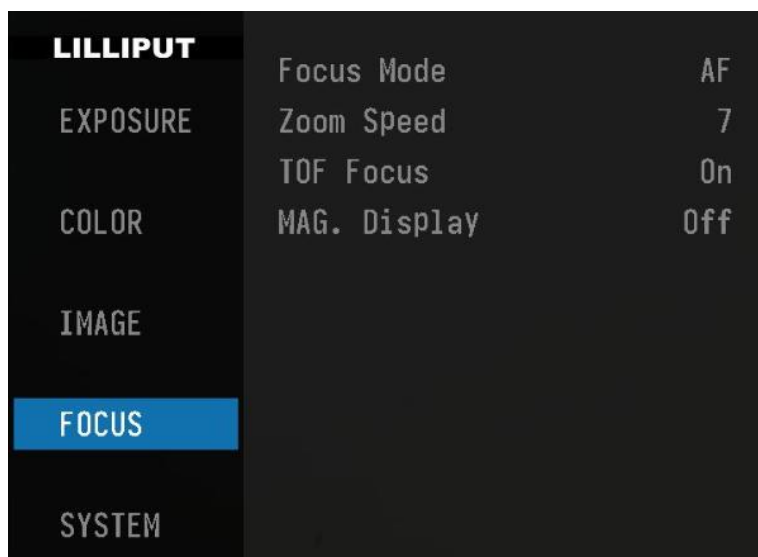 LILLIPUT
EXPOSURE
COLOR
IMAGE
FOCUS
SYSTEM
Focus Mode AF
Zoom Speed 7
TOF Focus On
MAG. Display Off